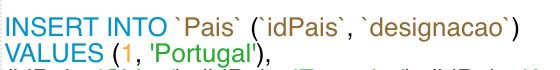 INSERT INTO `Pais` (`idPais`, `designacao`)
VALUES (1, 'Portugal'),